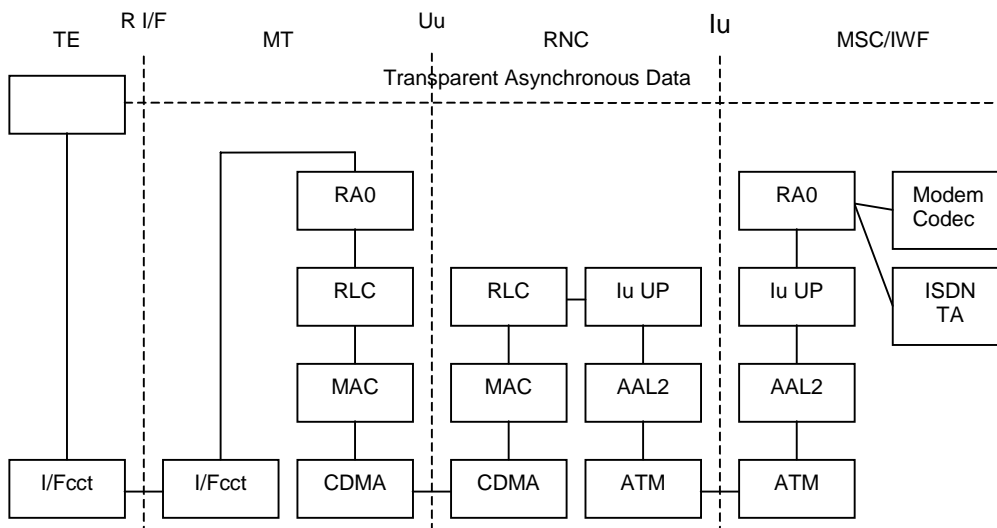 R I/F
Uu
Iu
TE
MT
RNC
MSC/IWF
Transparent Asynchronous Data
RA0
RA0
Modem
Codec
RLC
RLC
Iu UP
Iu UP
ISDN
TA
MAC
MAC
AAL2
AAL2
I/Fcct
I/Fcct
CDMA
CDMA
ATM
ATM